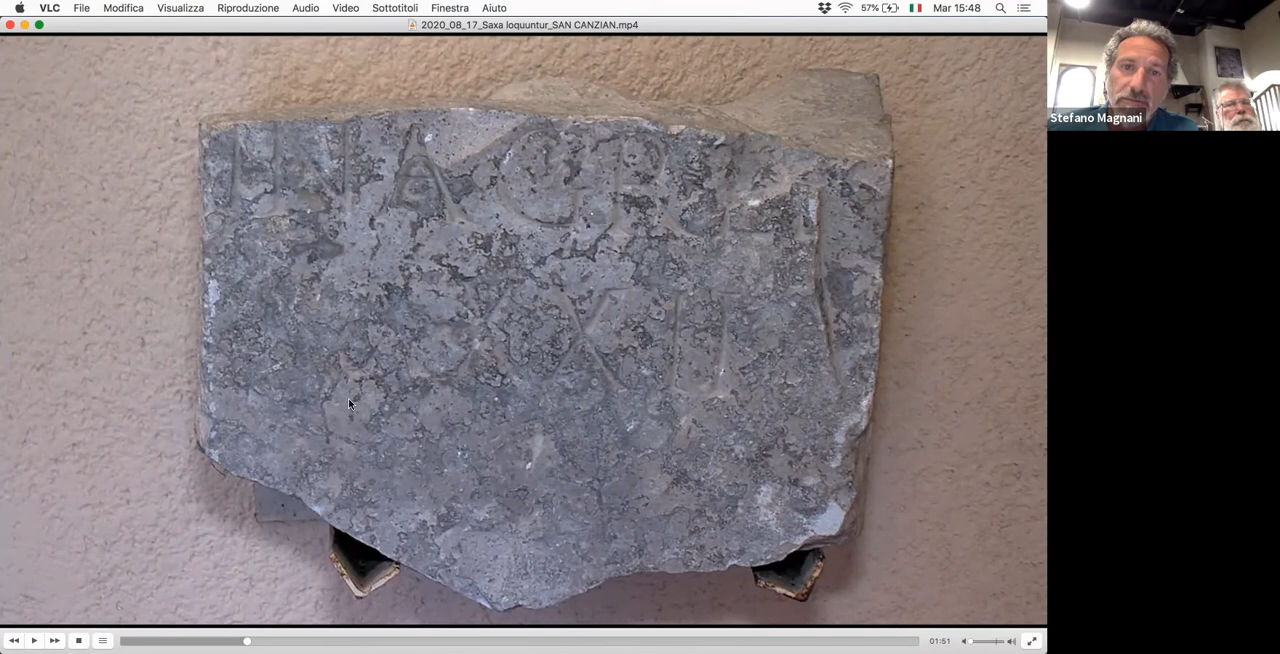 VLC File Modifica Visualizza Riproduzione Audio Video Sottotitoli Finestra Aiuto 57% Mar 15:48
2020_08_17_Saxa loquuntur_SAN CANZIAN.mp4
Stefano Magnani
01:51